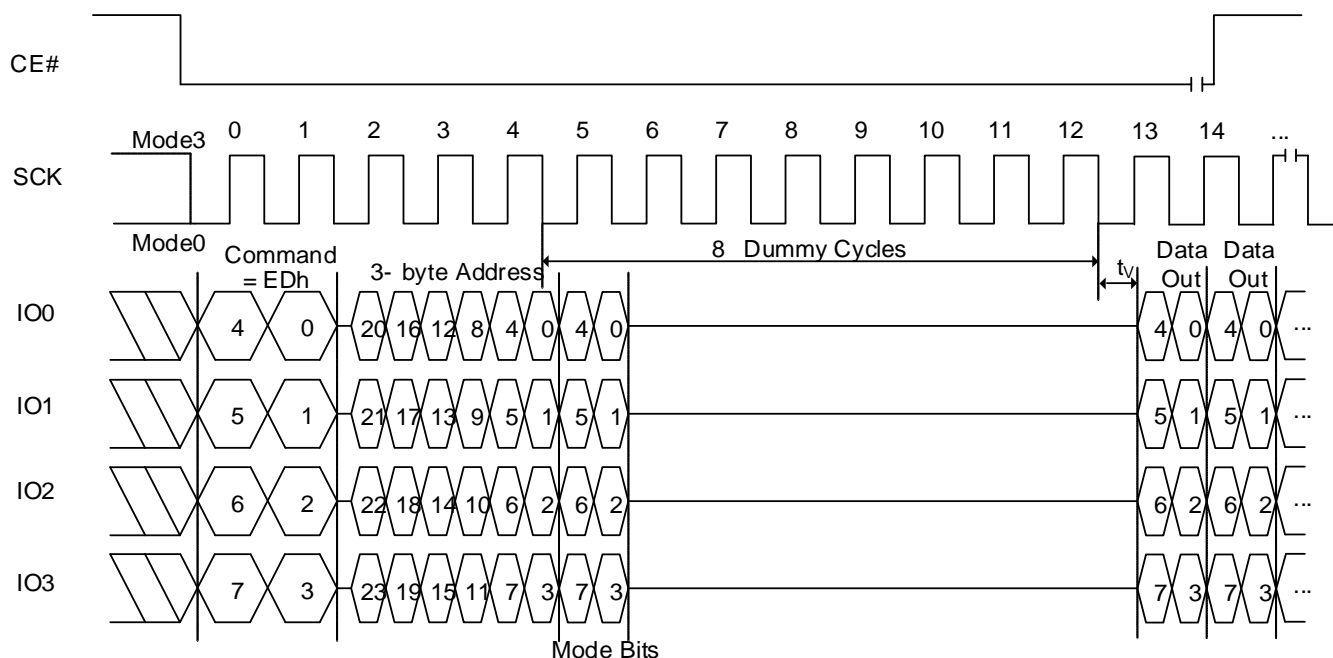 CE#
0 1 2 3 4 5 6 7 8 9 10 11 12 13 14 ...
Mode3
SCK
Mode0
Command
= EDh
3- byte Address
8 Dummy Cycles
tV
Data
Out
Data
Out
IO0
4 0 20 16 12 8 4 0 4 0 4 0 4 0 ...
IO1
5 1 21 17 13 9 5 1 5 1 5 1 5 1 ...
IO2
6 2 22 18 14 10 6 2 6 2 6 2 6 2 ...
IO3
7 3 23 19 15 11 7 3 7 3 7 3 7 3 ...
Mode Bits